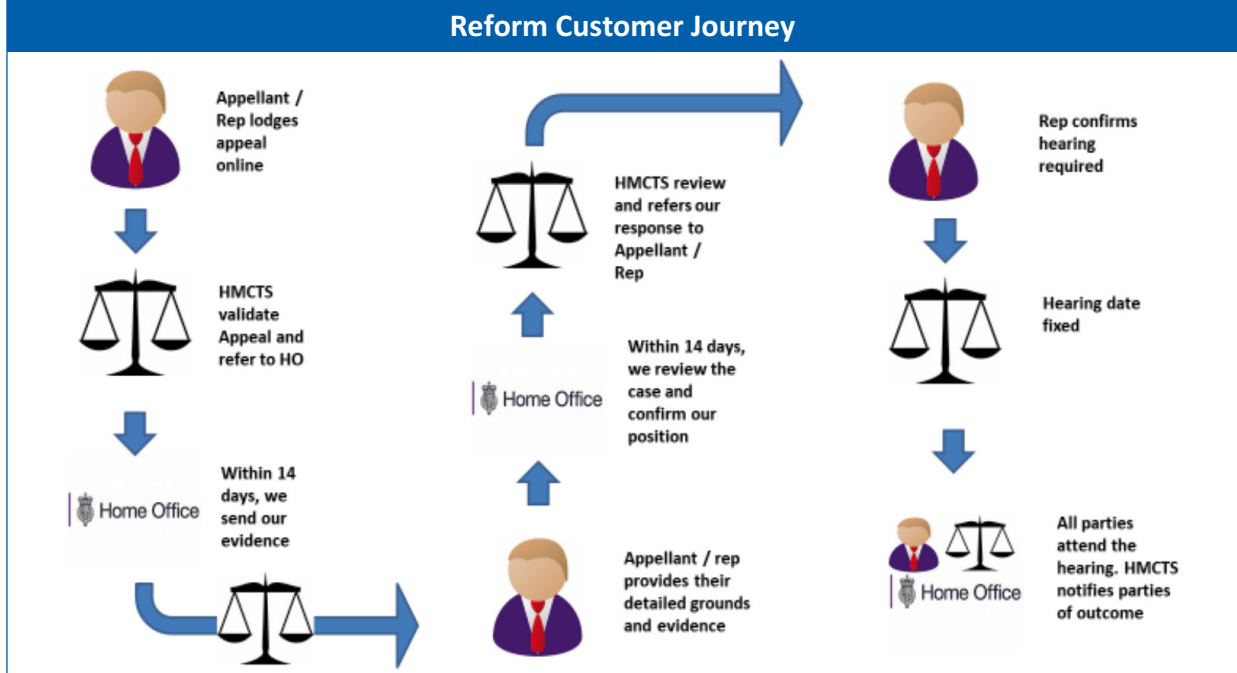 Reform Customer Journey
Appellant /
Rep lodges
appeal
online
HMCTS
validate
Appeal and
refer to HO
Home Office
Within 14
days, we
send our
evidence
Appellant / rep
provides their
detailed grounds
and evidence
Home Office
Within 14 days,
we review the
case and
confirm our
position
HMCTS review
and refers our
response to
Appellant /
Rep
Rep confirms
hearing
required
Hearing date
fixed
Home Office
All parties
attend the
hearing. HMCTS
notifies parties
of outcome